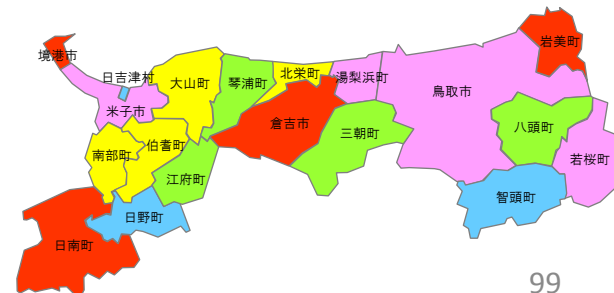 岩美町
境港市
日吉津村
大山町
琴浦町
北栄町
湯梨浜町
鳥取市
米子市
倉吉市
三朝町
八頭町
南部町
伯耆町
若桜町
江府町
智頭町
日野町
日南町
99